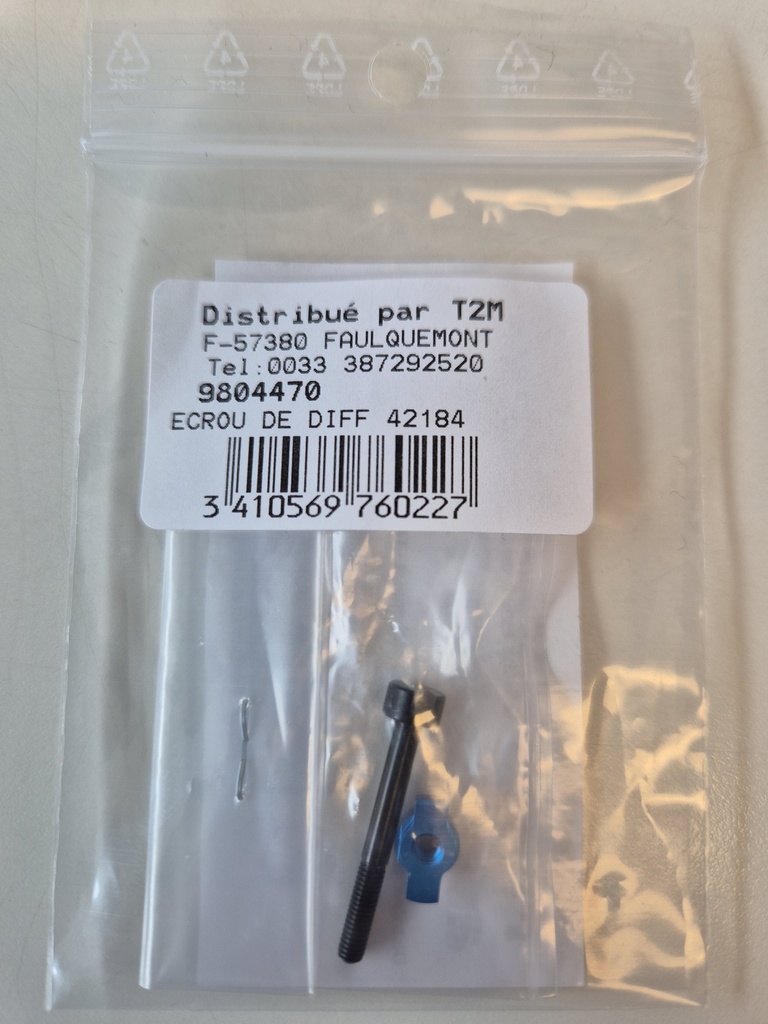 Distribué par T2M
F-57380 FAULQUEMONT
Tel:0033 387292520
9804470
ECROU DE DIFF 42184
3 410569 760227